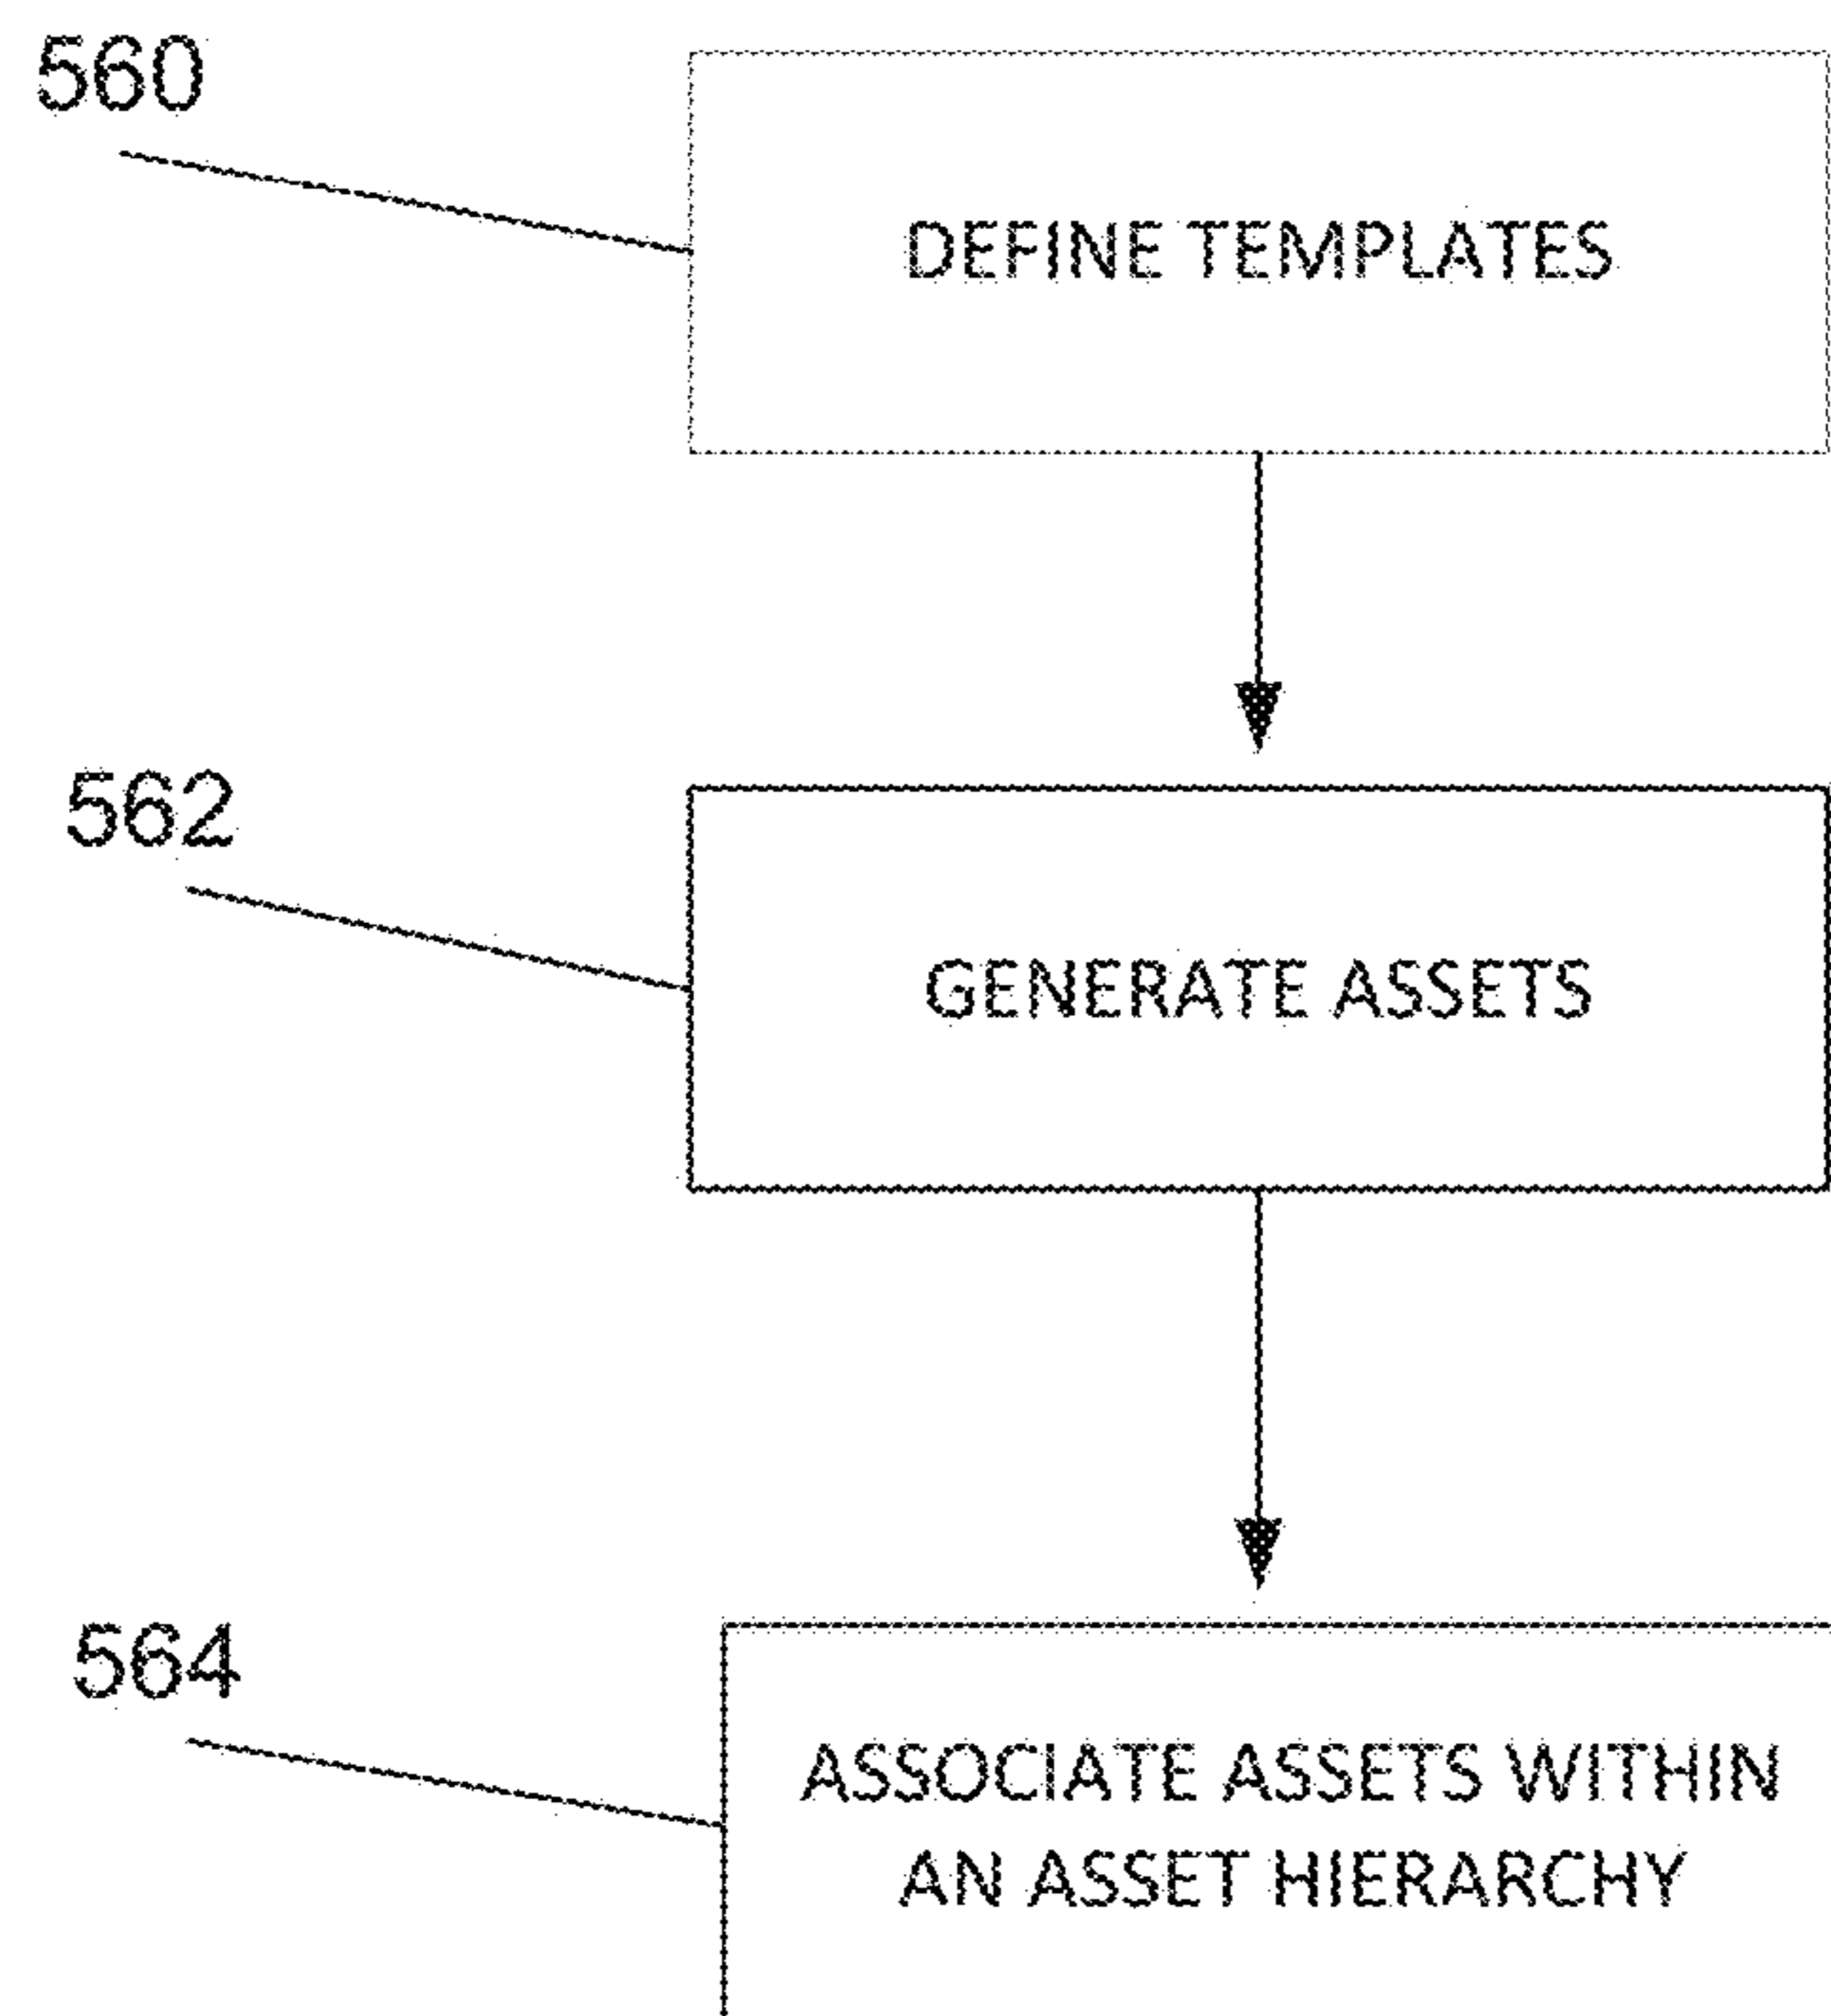 560
DEFINE TEMPLATES
562
GENERATE ASSETS
564
ASSOCIATE ASSETS WITHIN
AN ASSET HIERARCHY